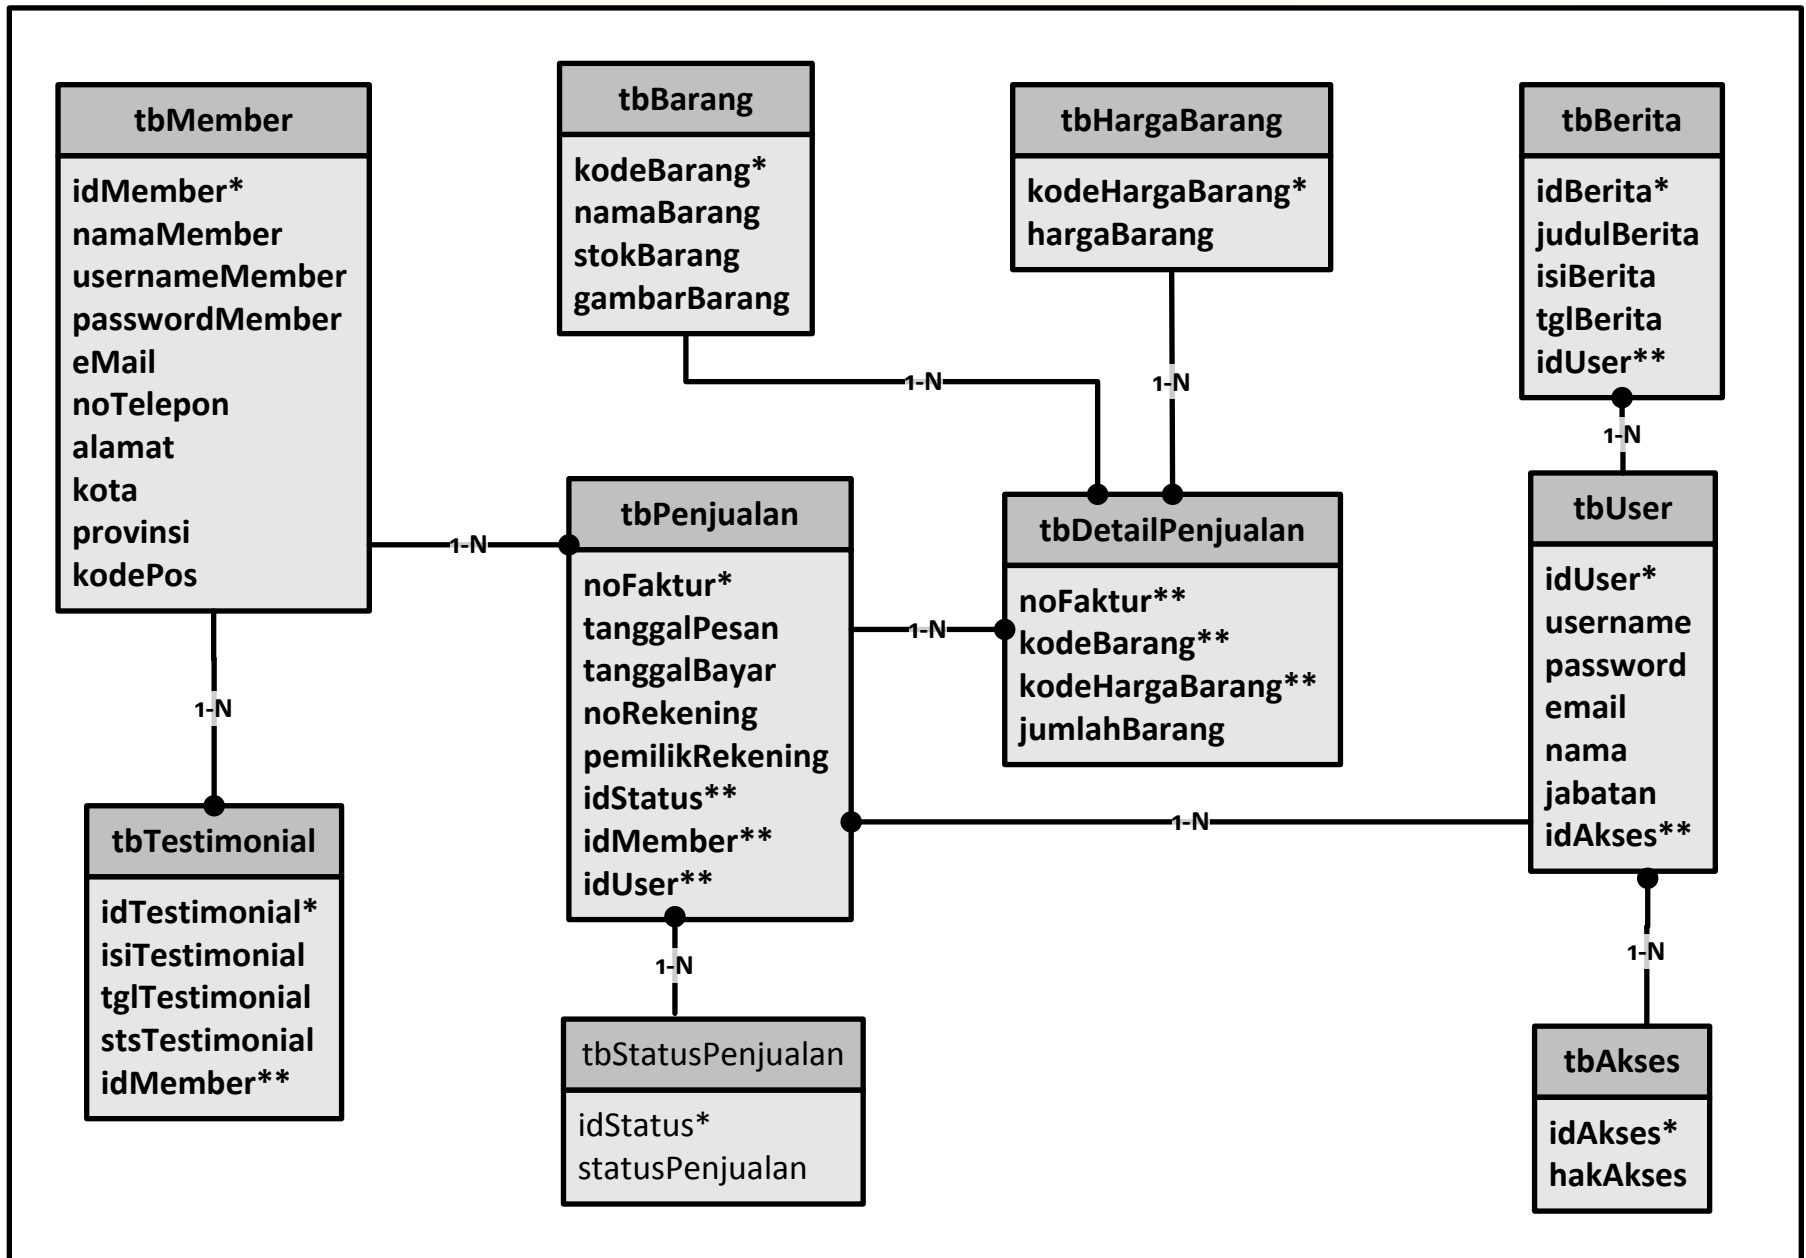 tbMember
idMember*
namaMember
usernameMember
passwordMember
eMail
noTelepon
alamat
kota
provinsi
kodePos
tbBarang
kodeBarang*
namaBarang
stokBarang
gambarBarang
tbHargaBarang
kodeHargaBarang*
hargaBarang
tbBerita
idBerita*
judulBerita
isiBerita
tglBerita
idUser**
1-N
1-N
1-N
tbPenjualan
noFaktur*
tanggalPesan
tanggalBayar
noRekening
pemilikRekening
idStatus**
idMember**
idUser**
1-N
1-N
tbDetailPenjualan
noFaktur**
kodeBarang**
kodeHargaBarang**
jumlahBarang
tbUser
idUser*
username
password
email
nama
jabatan
idAkses**
1-N
1-N
tbTestimonial
idTestimonial*
isiTestimonial
tglTestimonial
stsTestimonial
idMember**
1-N
tbStatusPenjualan
idStatus*
statusPenjualan
1-N
tbAkses
idAkses*
hakAkses